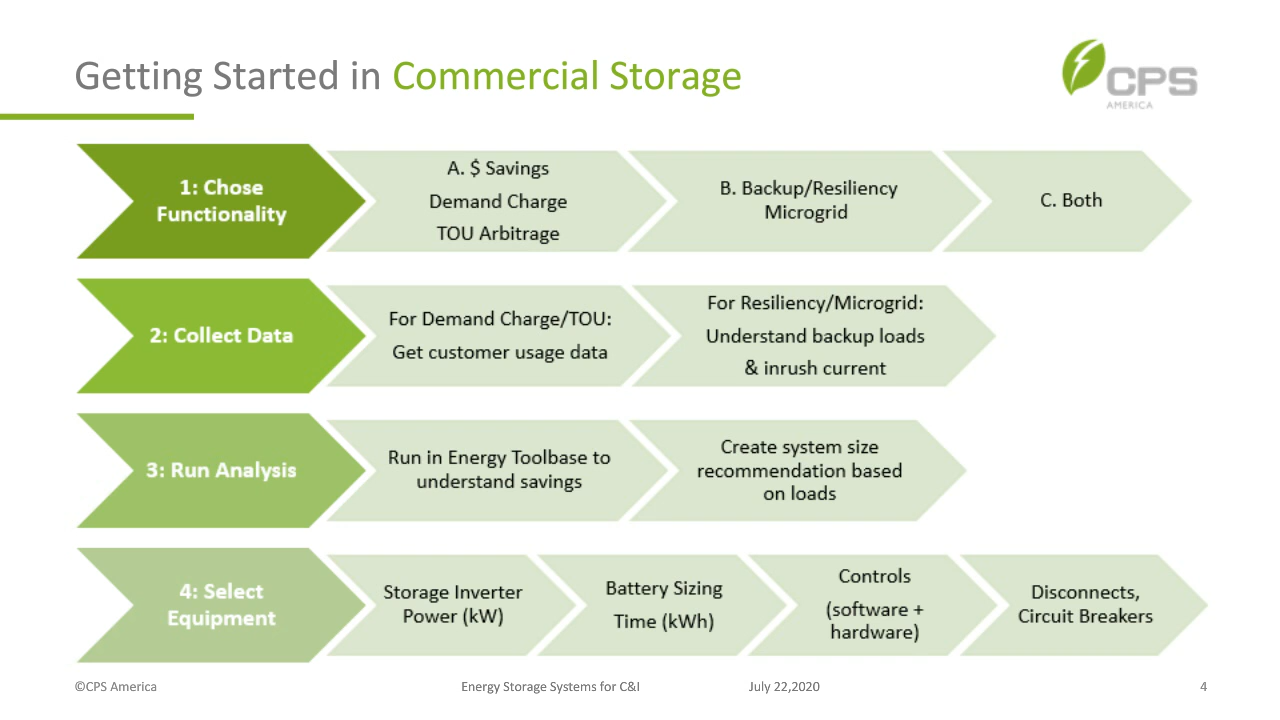 Getting Started in Commercial Storage
CPS
AMERICA
1: Chose
Functionality
A. $ Savings
Demand Charge
TOU Arbitrage
B. Backup/Resiliency
Microgrid
C. Both
2: Collect Data
For Demand Charge/TOU:
Get customer usage data
For Resiliency/Microgrid:
Understand backup loads
& inrush current
3: Run Analysis
Run in Energy Toolbase to
understand savings
Create system size
recommendation based
on loads
4: Select
Equipment
Storage Inverter
Power (kW)
Battery Sizing
Time (kWh)
Controls
(software +
hardware)
Disconnects,
Circuit Breakers
©CPS America
Energy Storage Systems for C&I
July 22,2020
4